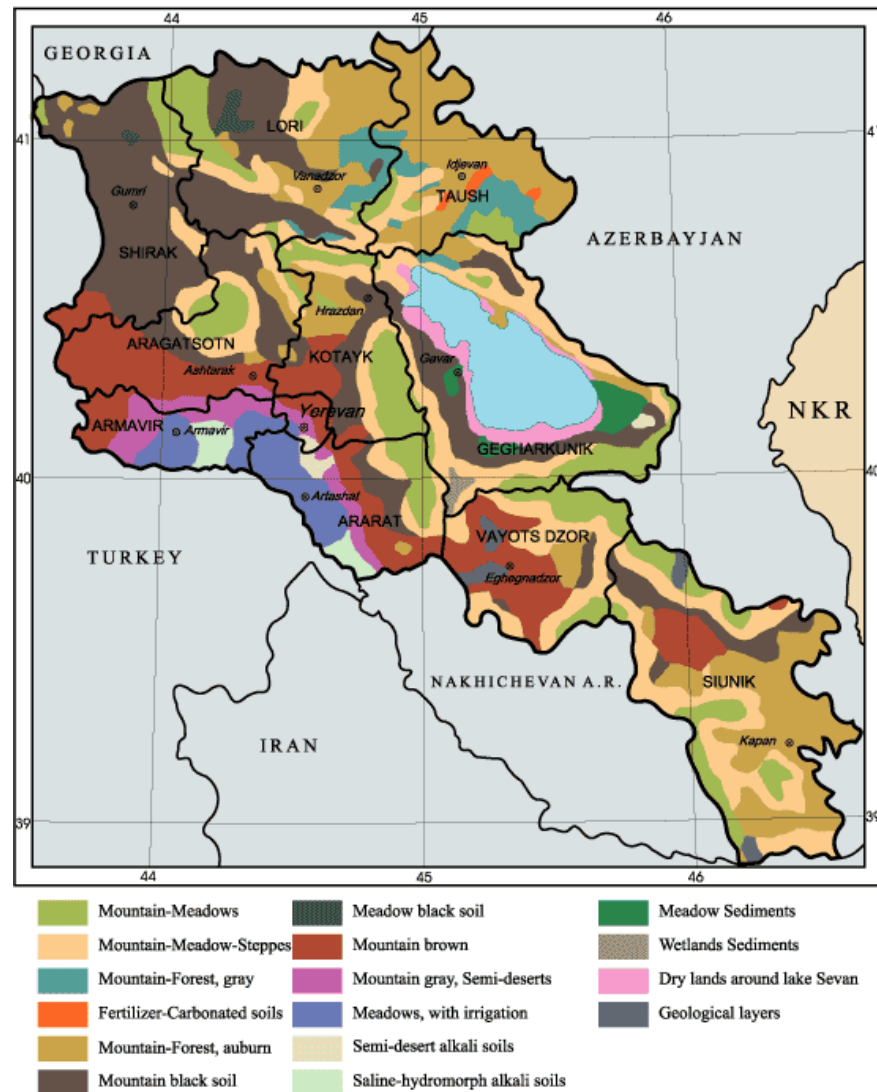 44 45 46
GEORGIA
LORI
41 41
Vanadzor
Idjevan
Gumri
TAUSH
AZERBAYJAN
SHIRAK
Hrazdan
ARAGATSOTN
KOTAYK
Gavar
Ashtarak
NKR
ARMAVIR
Armavir
Yerevan
GEGHARKUNIK
40 40
Artashat
ARARAT
VAYOTS DZOR
TURKEY
Eghegnadzor
NAKHICHEVAN A.R.
SIUNIK
IRAN
Kapan
39 39
44 45 46
Mountain-Meadows
Mountain-Meadow-Steppes
Mountain-Forest, gray
Fertilizer-Carbonated soils
Mountain-Forest, auburn
Mountain black soil
Meadow black soil
Mountain brown
Mountain gray, Semi-deserts
Meadows, with irrigation
Semi-desert alkali soils
Saline-hydromorph alkali soils
Meadow Sediments
Wetlands Sediments
Dry lands around lake Sevan
Geological layers